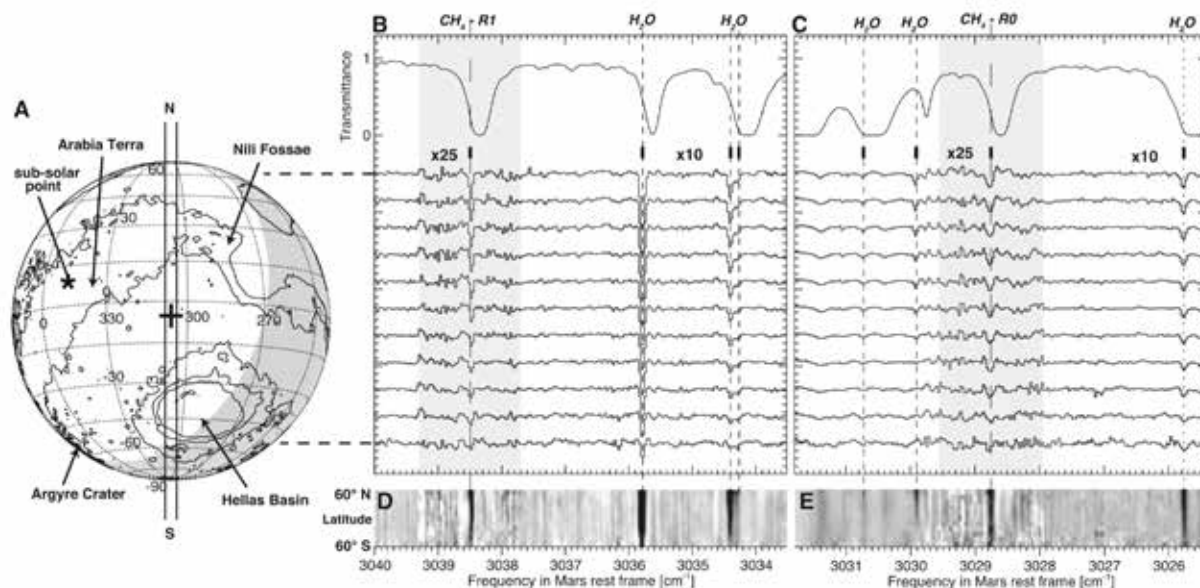 A
N
Arabia Terra
sub-solar
point
Nili Fossae
60
30
0
0
330
300
270
-30
-60
-90
Argyre Crater
Hellas Basin
S
B
CH4 R1
H2O
H2O
Transmittance
1
0
x25
x10
C
H2O
H2O
CH4 R0
H2O
x25
x10
D
60° N
Latitude
60° S
3040 3039 3038 3037 3036 3035 3034
Frequency in Mars rest frame [cm-1]
E
3031 3030 3029 3028 3027 3026
Frequency in Mars rest frame [cm-1]